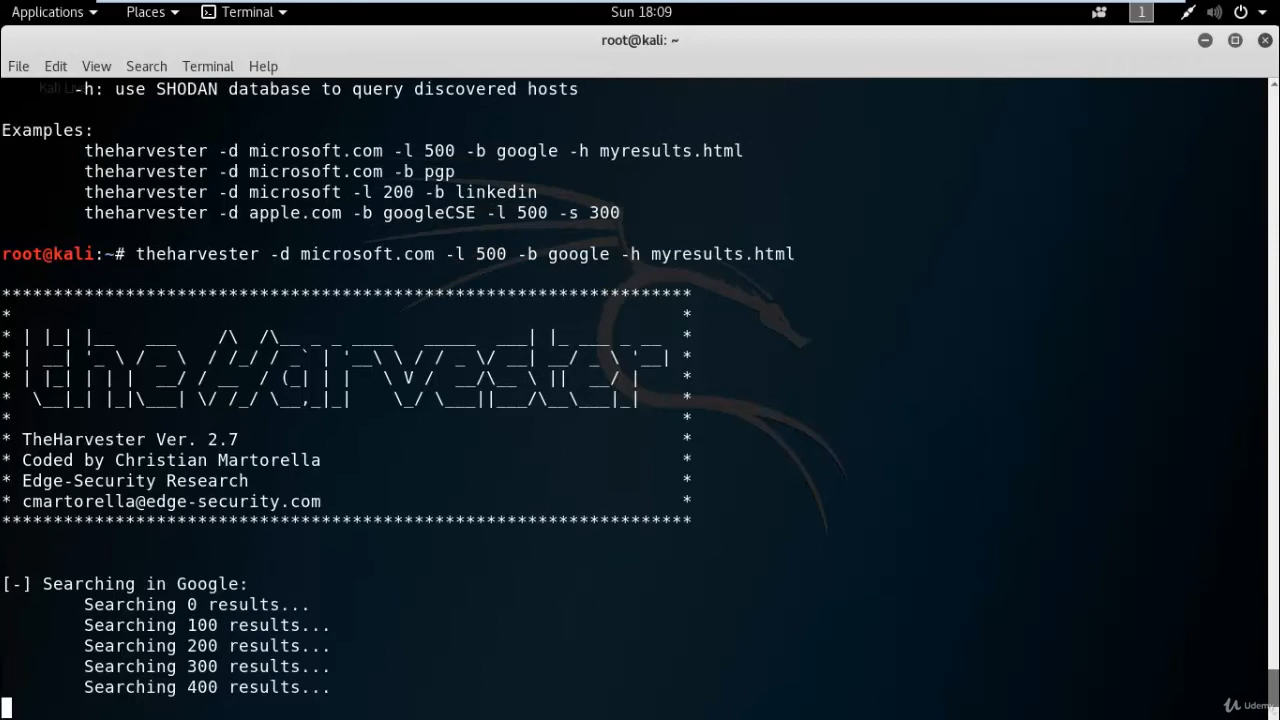 Applications Places Terminal Sun 18:09 1
root@kali: ~
File Edit View Search Terminal Help
-h: use SHODAN database to query discovered hosts
Examples:
theharvester -d microsoft.com -l 500 -b google -h myresults.html
theharvester -d microsoft.com -b pgp
theharvester -d microsoft -l 200 -b linkedin
theharvester -d apple.com -b googleCSE -l 500 -s 300
root@kali:~# theharvester -d microsoft.com -l 500 -b google -h myresults.html
*******************************************************************
* *
theHarvester
* *
* TheHarvester Ver. 2.7 *
* Coded by Christian Martorella *
* Edge-Security Research *
* cmartorella@edge-security.com *
*******************************************************************
[-] Searching in Google:
Searching 0 results...
Searching 100 results...
Searching 200 results...
Searching 300 results...
Searching 400 results...
Udemy